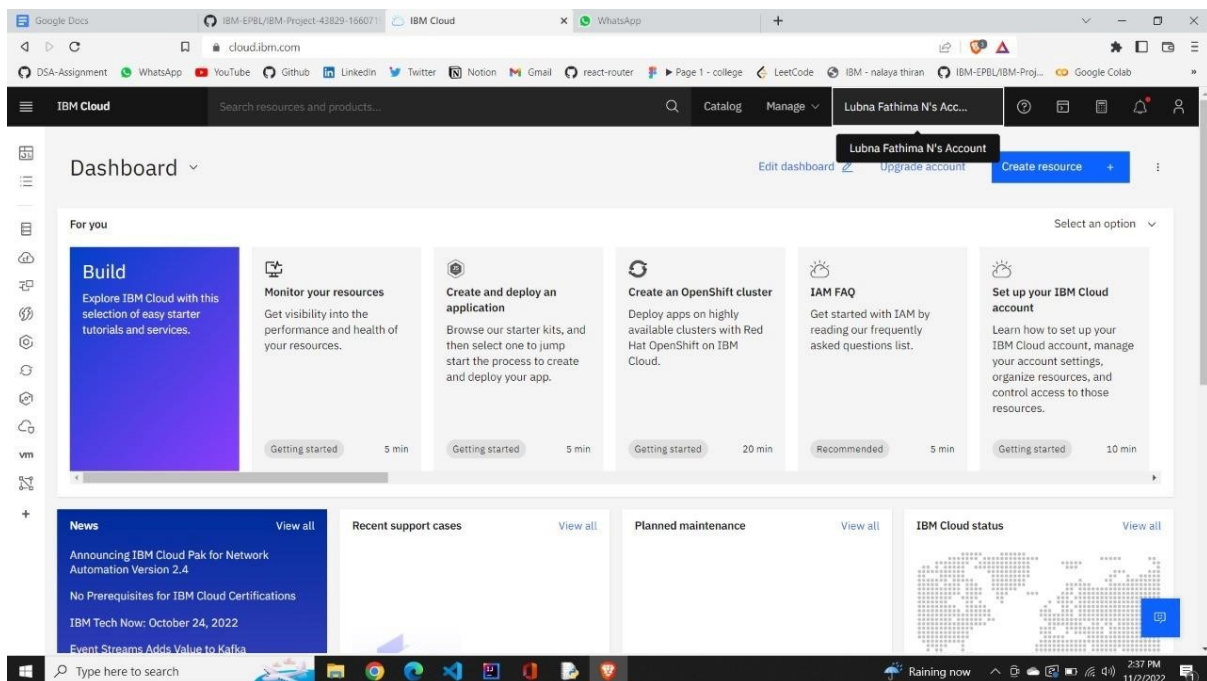 Google Docs
IBM-EPBL/IBM-Project-43829-166071
IBM Cloud
WhatsApp
cloud.ibm.com
DSA-Assignment WhatsApp YouTube Github Linkedin Twitter Notion Gmail react-router Page 1 - college LeetCode IBM - nalaya thiran IBM-EPBL/IBM-Proj... Google Colab
IBM Cloud
Search resources and products...
Catalog
Manage
Lubna Fathima N's Acc...
Lubna Fathima N's Account
Dashboard
Edit dashboard
Upgrade account
Create resource +
For you
Select an option
Build
Explore IBM Cloud with this
selection of easy starter
tutorials and services.
Monitor your resources
Get visibility into the
performance and health of
your resources.
Getting started 5 min
Create and deploy an
application
Browse our starter kits, and
then select one to jump
start the process to create
and deploy your app.
Getting started 5 min
Create an OpenShift cluster
Deploy apps on highly
available clusters with Red
Hat OpenShift on IBM
Cloud.
Getting started 20 min
IAM FAQ
Get started with IAM by
reading our frequently
asked questions list.
Recommended 5 min
Set up your IBM Cloud
account
Learn how to set up your
IBM Cloud account, manage
your account settings,
organize resources, and
control access to those
resources.
Getting started 10 min
vm
News View all
Announcing IBM Cloud Pak for Network
Automation Version 2.4
No Prerequisites for IBM Cloud Certifications
IBM Tech Now: October 24, 2022
Event Streams Adds Value to Kafka
Recent support cases View all
Planned maintenance View all
IBM Cloud status View all
Type here to search
Raining now
2:37 PM
11/2/2022